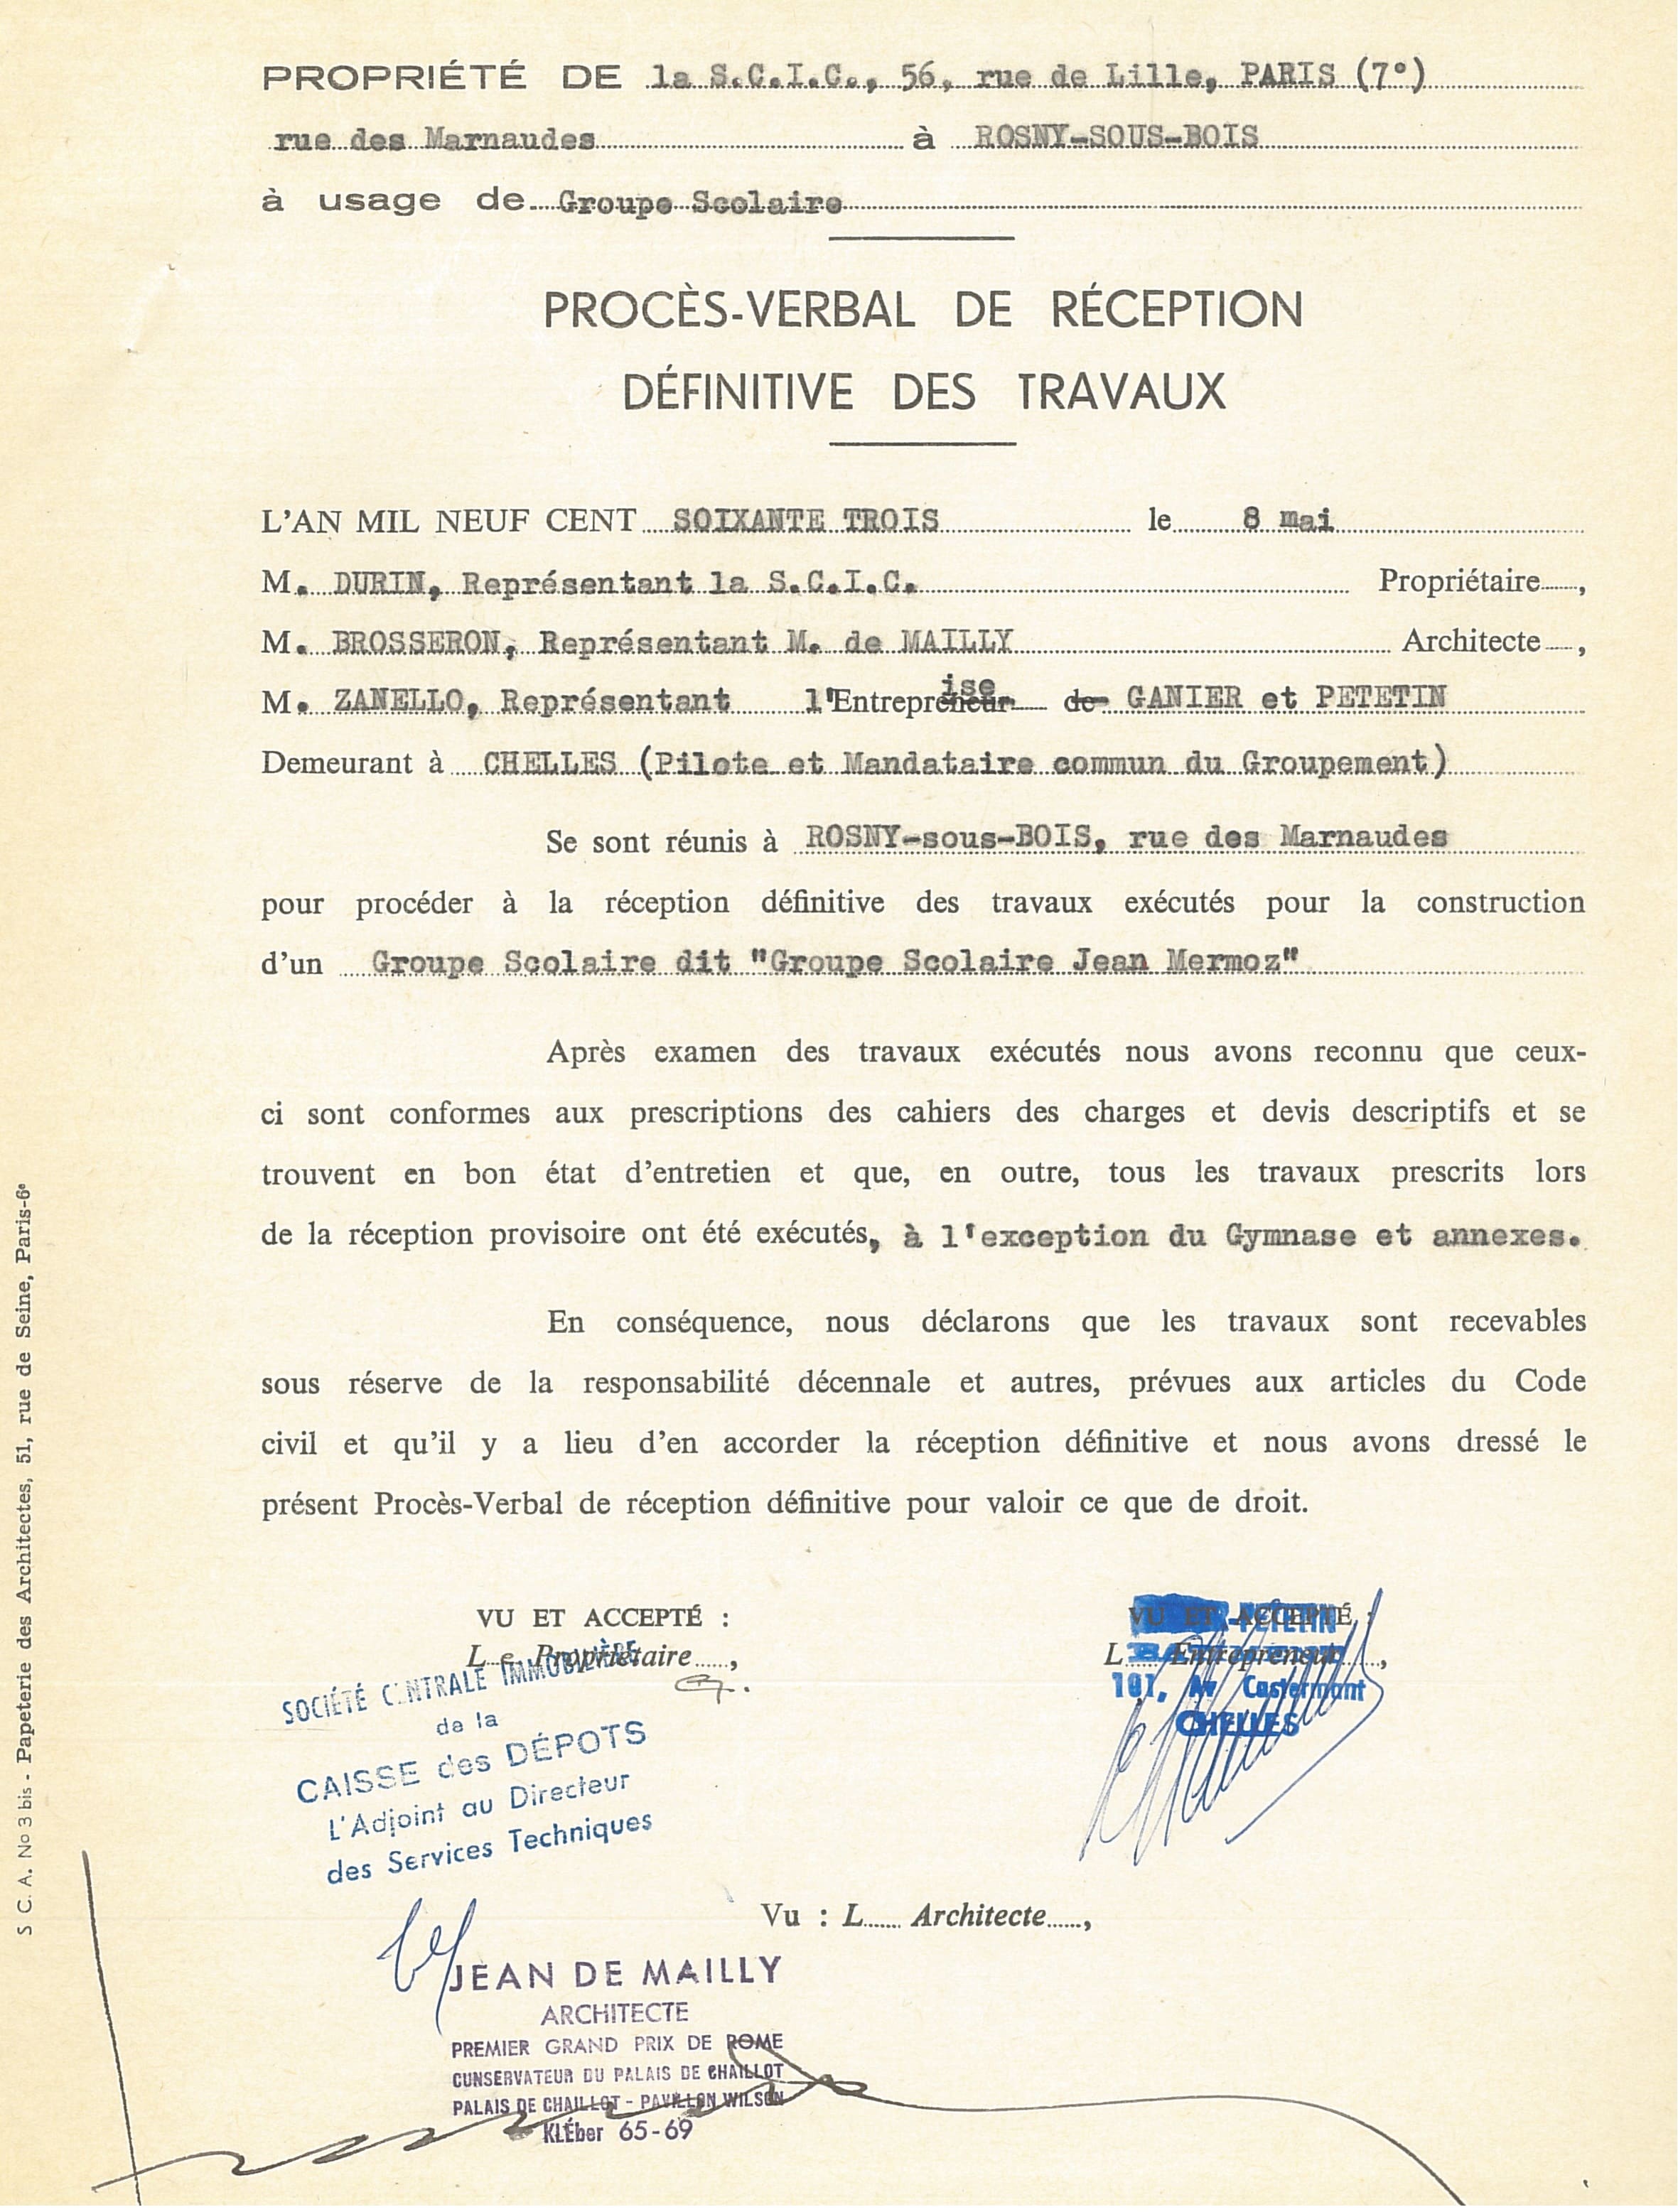 PROPRIÉTÉ DE la S.C.I.C., 56, rue de Lille, PARIS (7°)
rue des Marnaudes à ROSNY-SOUS-BOIS
à usage de Groupe Scolaire
PROCÈS-VERBAL DE RÉCEPTION
DÉFINITIVE DES TRAVAUX
L'AN MIL NEUF CENT SOIXANTE TROIS le 8 mai
M. DURIN, Représentant la S.C.I.C. Propriétaire ,
M. BROSSERON, Représentant M. de MAILLY Architecte ,
M. ZANELLO, Représentant l'Entreprise GANIER et PETETIN
Demeurant à CHELLES (Pilote et Mandataire commun du Groupement)
Se sont réunis à ROSNY-sous-BOIS, rue des Marnaudes
pour procéder à la réception définitive des travaux exécutés pour la construction
d'un Groupe Scolaire dit "Groupe Scolaire Jean Mermoz"
Après examen des travaux exécutés nous avons reconnu que ceux-
ci sont conformes aux prescriptions des cahiers des charges et devis descriptifs et se
trouvent en bon état d'entretien et que, en outre, tous les travaux prescrits lors
de la réception provisoire ont été exécutés, à l'exception du Gymnase et annexes.
En conséquence, nous déclarons que les travaux sont recevables
sous réserve de la responsabilité décennale et autres, prévues aux articles du Code
civil et qu'il y a lieu d'en accorder la réception définitive et nous avons dressé le
présent Procès-Verbal de réception définitive pour valoir ce que de droit.
VU ET ACCEPTÉ :
Le Propriétaire ,
SOCIÉTÉ CENTRALE IMMOBILIÈRE
de la
CAISSE des DÉPOTS
L'Adjoint au Directeur
des Services Techniques
VU ET ACCEPTÉ :
L Entrepreneur ,
PETETIN
101, Av Castermant
CHELLES
Vu : L Architecte ,
JEAN DE MAILLY
ARCHITECTE
PREMIER GRAND PRIX DE ROME
CONSERVATEUR DU PALAIS DE CHAILLOT
PALAIS DE CHAILLOT - PAVILLON WILSON
KLÉber 65-69
S C. A. No 3 bis - Papeterie des Architectes, 51, rue de Seine, Paris-6e